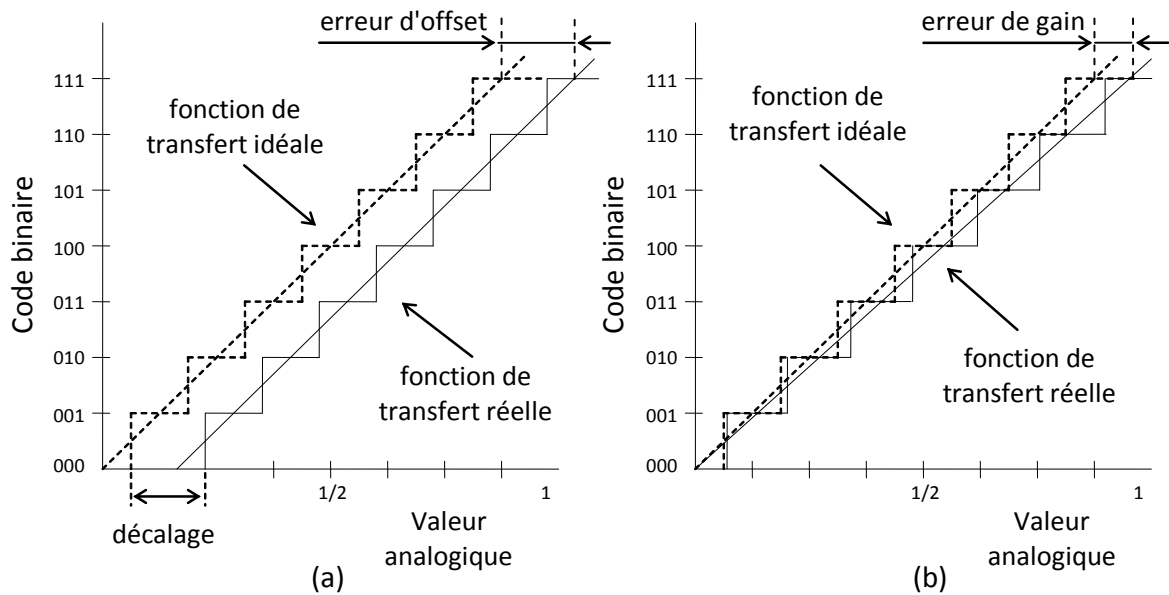 erreur d'offset
111
110
101
100
011
010
001
000
Code binaire
fonction de
transfert idéale
fonction de
transfert réelle
1/2
1
décalage
Valeur
analogique
(a)
erreur de gain
111
110
101
100
011
010
001
000
Code binaire
fonction de
transfert idéale
fonction de
transfert réelle
1/2
1
Valeur
analogique
(b)